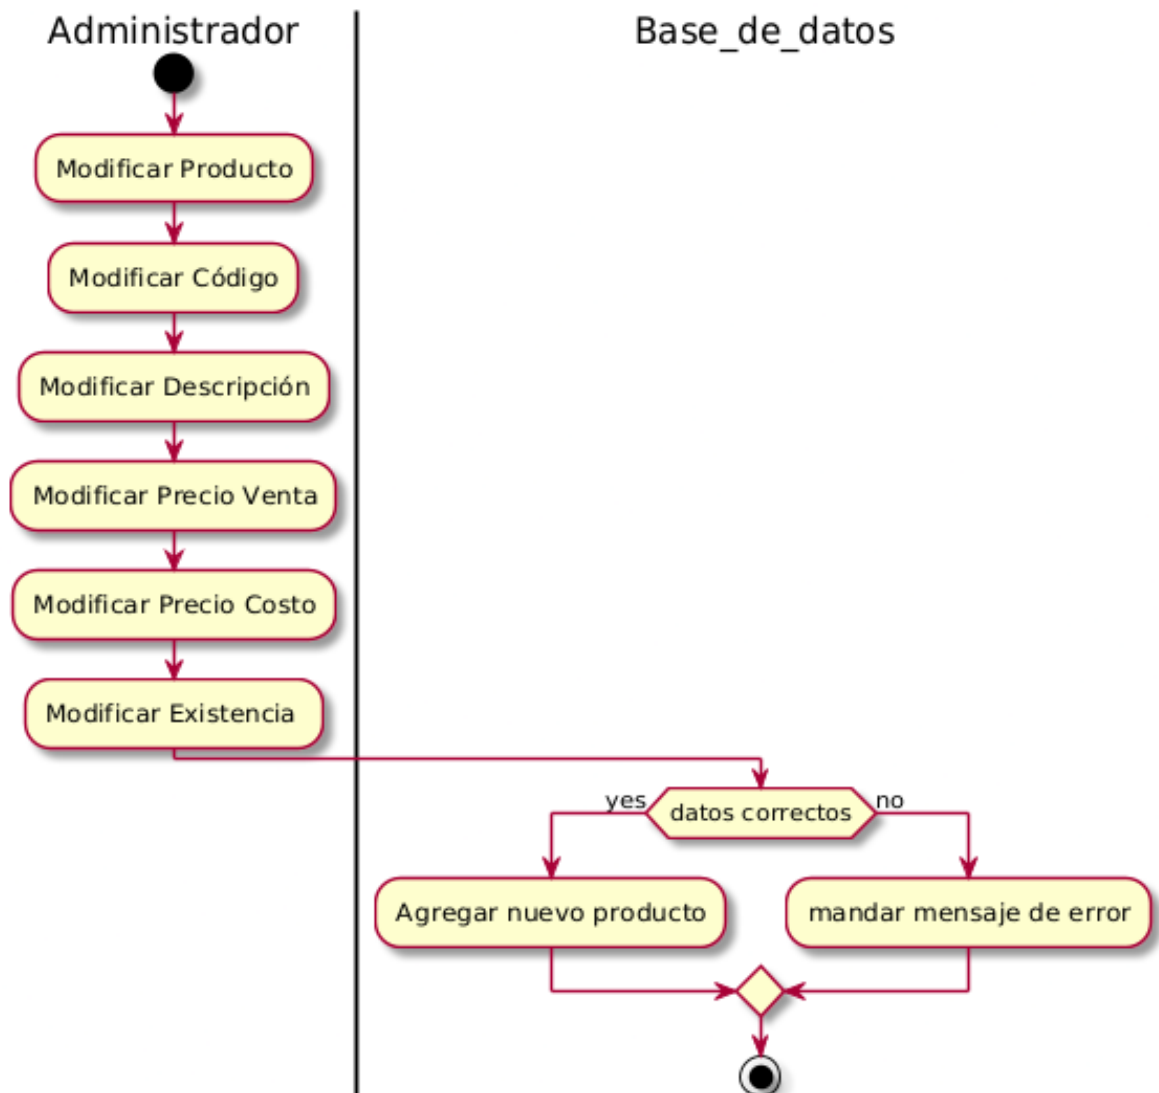 Administrador
Base_de_datos
Modificar Producto
Modificar Código
Modificar Descripción
Modificar Precio Venta
Modificar Precio Costo
Modificar Existencia
yes
datos correctos
no
Agregar nuevo producto
mandar mensaje de error